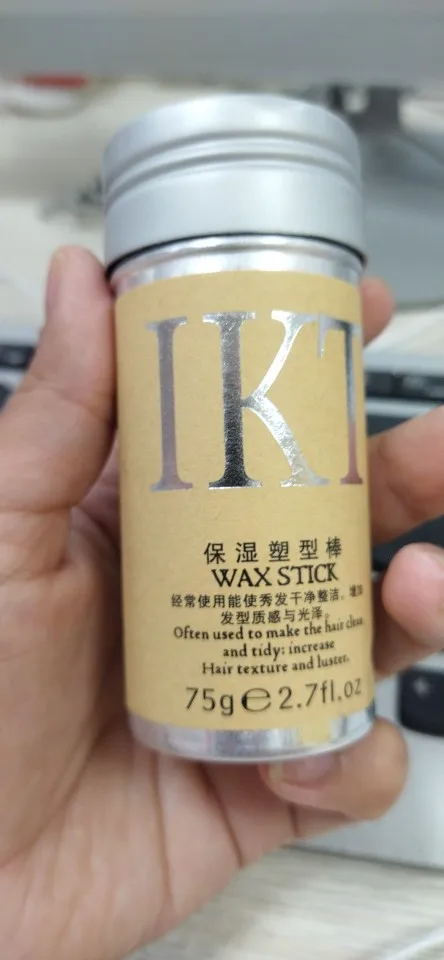 IKT
保湿塑型棒
WAX STICK
经常使用能使秀发干净整洁、增加
发型质感与光泽。
Often used to make the hair clean
and tidy; increase
Hair texture and luster.
75g℮2.7fl.oz